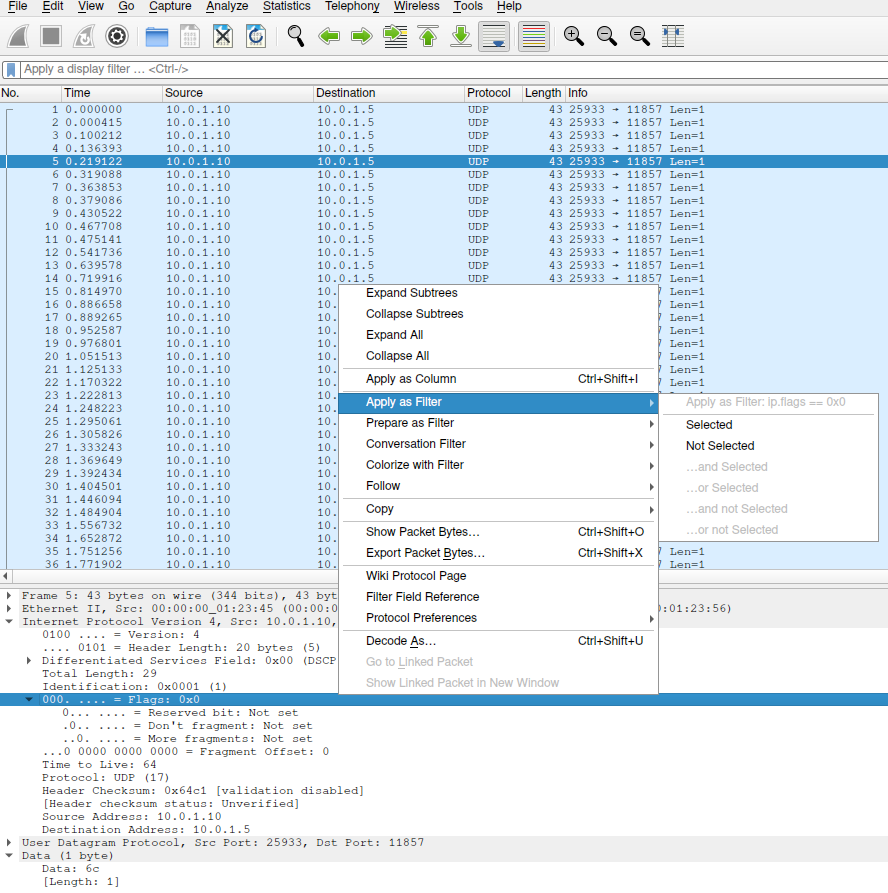 File Edit View Go Capture Analyze Statistics Telephony Wireless Tools Help
Apply a display filter ... <Ctrl-/>
No. Time Source Destination Protocol Length Info
1 0.000000 10.0.1.10 10.0.1.5 UDP 43 25933 → 11857 Len=1
2 0.000415 10.0.1.10 10.0.1.5 UDP 43 25933 → 11857 Len=1
3 0.100212 10.0.1.10 10.0.1.5 UDP 43 25933 → 11857 Len=1
4 0.136393 10.0.1.10 10.0.1.5 UDP 43 25933 → 11857 Len=1
5 0.219122 10.0.1.10 10.0.1.5 UDP 43 25933 → 11857 Len=1
6 0.319088 10.0.1.10 10.0.1.5 UDP 43 25933 → 11857 Len=1
7 0.363853 10.0.1.10 10.0.1.5 UDP 43 25933 → 11857 Len=1
8 0.379086 10.0.1.10 10.0.1.5 UDP 43 25933 → 11857 Len=1
9 0.430522 10.0.1.10 10.0.1.5 UDP 43 25933 → 11857 Len=1
10 0.467708 10.0.1.10 10.0.1.5 UDP 43 25933 → 11857 Len=1
11 0.475141 10.0.1.10 10.0.1.5 UDP 43 25933 → 11857 Len=1
12 0.541736 10.0.1.10 10.0.1.5 UDP 43 25933 → 11857 Len=1
13 0.639578 10.0.1.10 10.0.1.5 UDP 43 25933 → 11857 Len=1
14 0.719916 10.0.1.10 10.0.1.5 UDP 43 25933 → 11857 Len=1
15 0.814970 10.0.1.10 10. 7 Len=1
16 0.886658 10.0.1.10 10. 7 Len=1
17 0.889265 10.0.1.10 10. 7 Len=1
18 0.952587 10.0.1.10 10. 7 Len=1
19 0.976801 10.0.1.10 10. 7 Len=1
20 1.051513 10.0.1.10 10. 7 Len=1
21 1.125133 10.0.1.10 10. 7 Len=1
22 1.170322 10.0.1.10 10. 7 Len=1
23 1.222813 10.0.1.10 10.
24 1.248223 10.0.1.10 10.
25 1.295061 10.0.1.10 10.
26 1.305826 10.0.1.10 10.
27 1.333243 10.0.1.10 10.
28 1.369649 10.0.1.10 10.
29 1.392434 10.0.1.10 10.
30 1.404501 10.0.1.10 10.
31 1.446094 10.0.1.10 10.
32 1.484904 10.0.1.10 10.
33 1.556732 10.0.1.10 10.
34 1.652872 10.0.1.10 10.
35 1.751256 10.0.1.10 10. 7 Len=1
36 1.771902 10.0.1.10 10. 7 Len=1
Expand Subtrees
Collapse Subtrees
Expand All
Collapse All
Apply as Column Ctrl+Shift+I
Apply as Filter
Prepare as Filter
Conversation Filter
Colorize with Filter
Follow
Copy
Show Packet Bytes… Ctrl+Shift+O
Export Packet Bytes… Ctrl+Shift+X
Wiki Protocol Page
Filter Field Reference
Protocol Preferences
Decode As… Ctrl+Shift+U
Go to Linked Packet
Show Linked Packet in New Window
Apply as Filter: ip.flags == 0x0
Selected
Not Selected
…and Selected
…or Selected
…and not Selected
…or not Selected
Frame 5: 43 bytes on wire (344 bits), 43 byt
Ethernet II, Src: 00:00:00_01:23:45 (00:00:0 0:01:23:56)
Internet Protocol Version 4, Src: 10.0.1.10,
0100 .... = Version: 4
.... 0101 = Header Length: 20 bytes (5)
Differentiated Services Field: 0x00 (DSCP
Total Length: 29
Identification: 0x0001 (1)
000. .... = Flags: 0x0
0... .... = Reserved bit: Not set
.0.. .... = Don't fragment: Not set
..0. .... = More fragments: Not set
...0 0000 0000 0000 = Fragment Offset: 0
Time to Live: 64
Protocol: UDP (17)
Header Checksum: 0x64c1 [validation disabled]
[Header checksum status: Unverified]
Source Address: 10.0.1.10
Destination Address: 10.0.1.5
User Datagram Protocol, Src Port: 25933, Dst Port: 11857
Data (1 byte)
Data: 6c
[Length: 1]